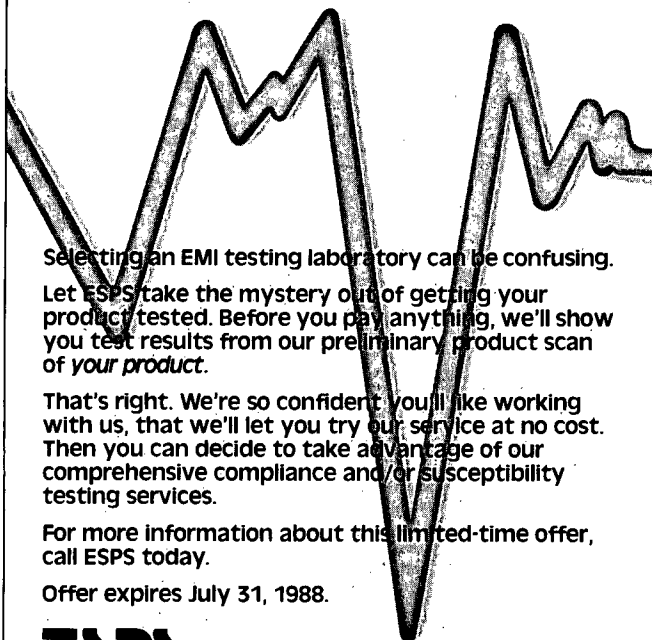 Selecting an EMI testing laboratory can be confusing.
Let ESPS take the mystery out of getting your
product tested. Before you pay anything, we'll show
you test results from our preliminary product scan
of your product.
That's right. We're so confident you'll like working
with us, that we'll let you try our service at no cost.
Then you can decide to take advantage of our
comprehensive compliance and/or susceptibility
testing services.
For more information about this limited-time offer,
call ESPS today.
Offer expires July 31, 1988.